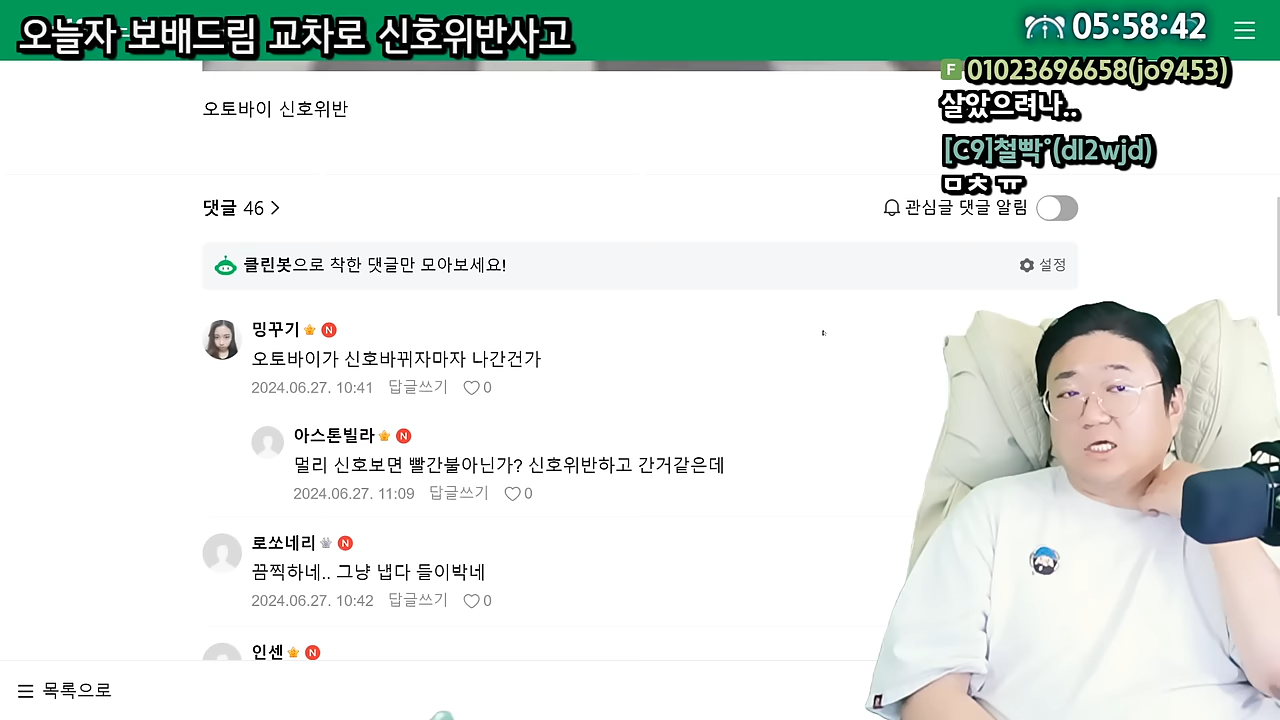 오늘자 보배드림 교차로 신호위반사고
05:58:42
F 01023696658(jo9453)
살았으려나..
[C9]철빡°(dl2wjd)
ㅁㅊ ㅠ
오토바이 신호위반
댓글 46 >
관심글 댓글 알림
클린봇으로 착한 댓글만 모아보세요!
설정
밍꾸기 N
오토바이가 신호바뀌자마자 나간건가
2024.06.27. 10:41 답글쓰기 0
아스톤빌라 N
멀리 신호보면 빨간불아닌가? 신호위반하고 간거같은데
2024.06.27. 11:09 답글쓰기 0
로쏘네리 N
끔찍하네.. 그냥 냅다 들이박네
2024.06.27. 10:42 답글쓰기 0
인센 N
목록으로